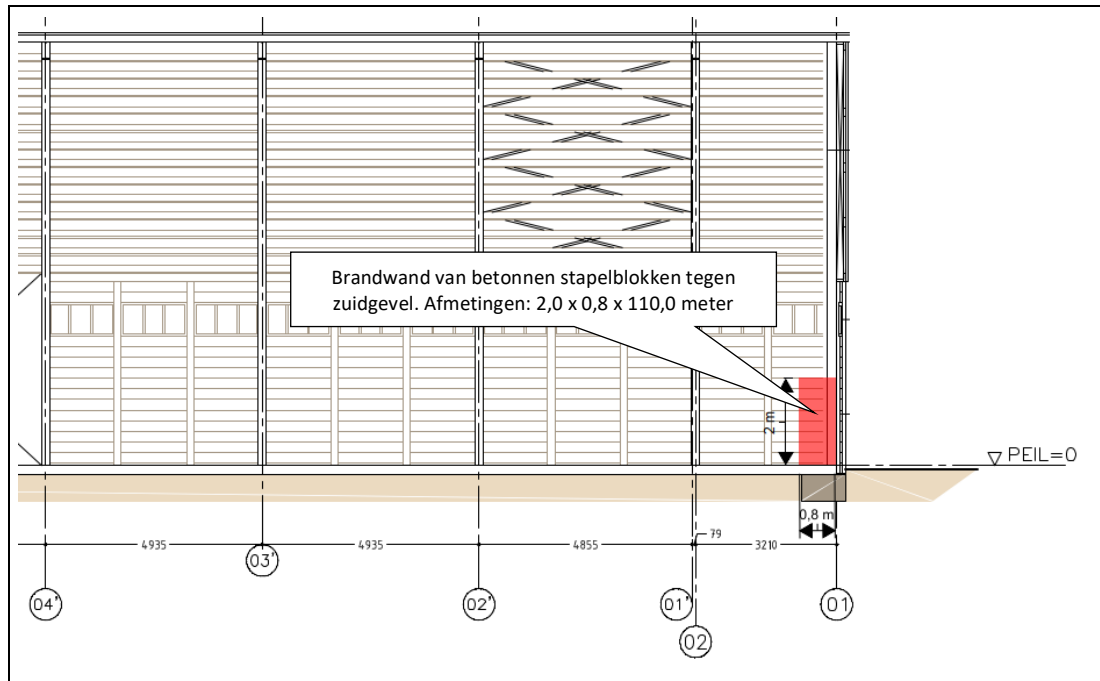 Brandwand van betonnen stapelblokken tegen
zuidgevel. Afmetingen: 2,0 x 0,8 x 110,0 meter
2 m
PEIL=0
0,8 m
4935
4935
4855
79
3210
04'
03'
02'
01'
02
01